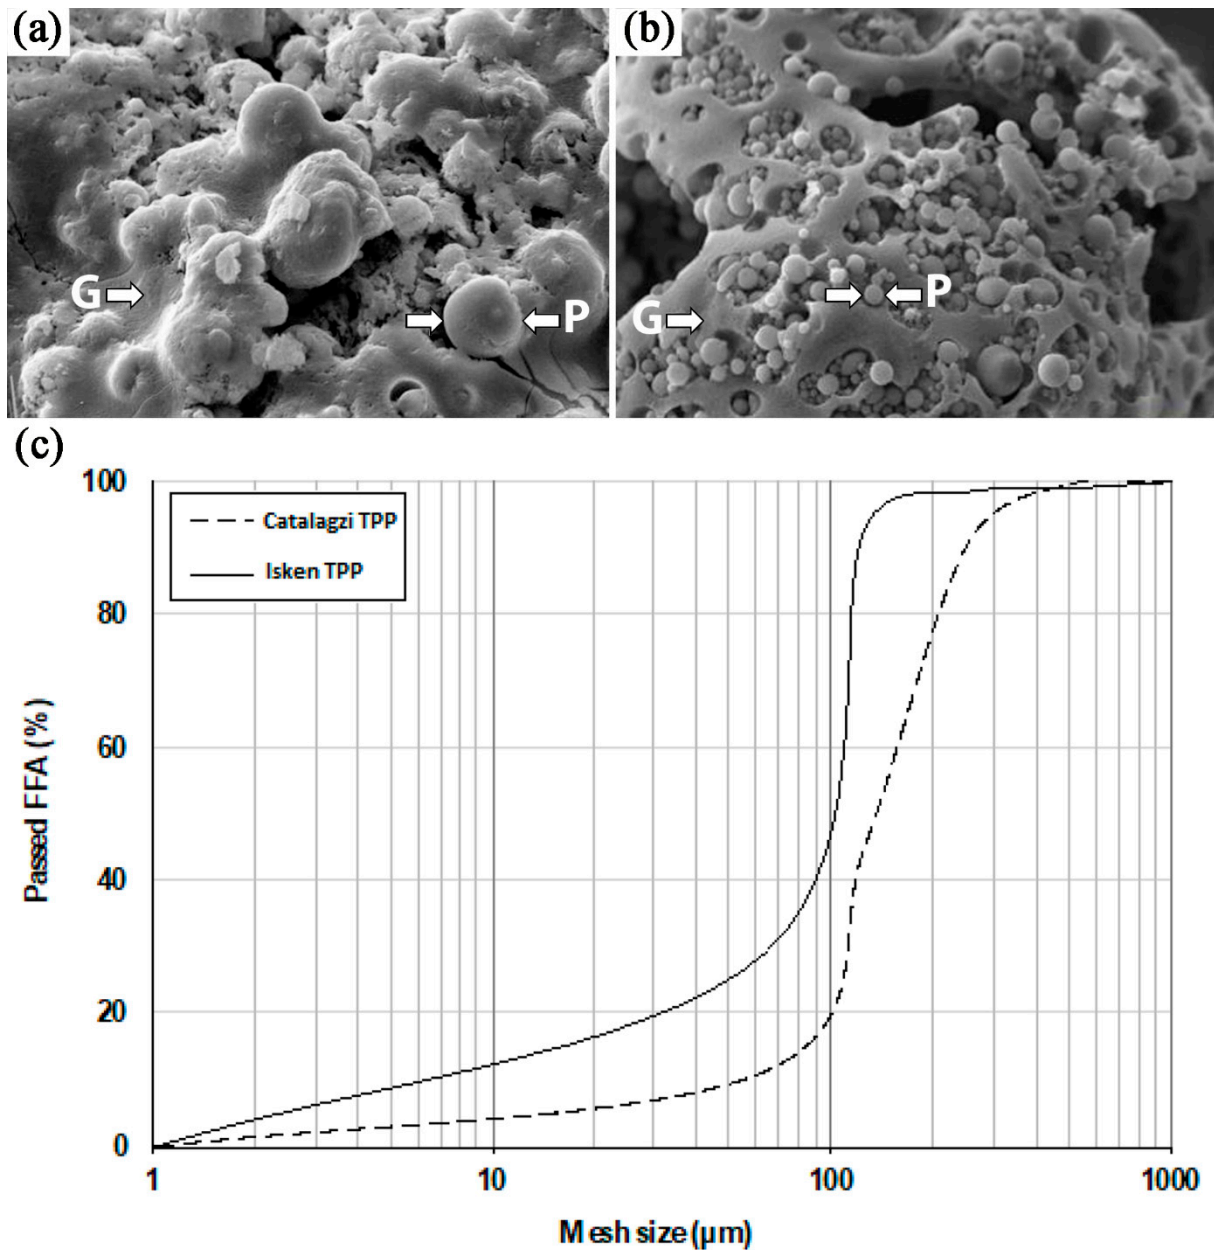 (a)
(b)
G
P
G
P
(c)
100
80
60
40
20
0
Catalagzi TPP
Isken TPP
Passed FFA (%)
1
10
100
1000
Mesh size (µm)